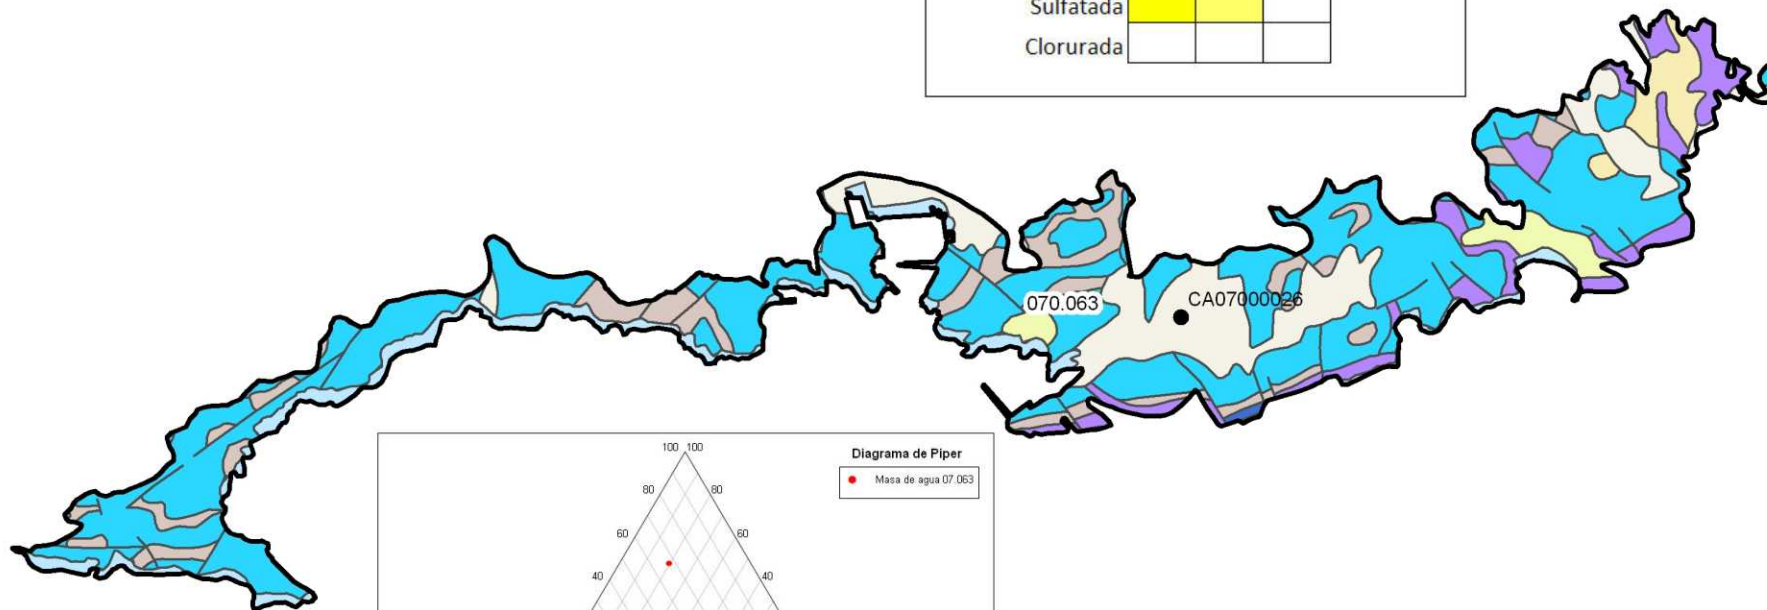 Sulfatada
Clorurada
070.063
CA07000026
Diagrama de Piper
Masa de agua 07.063
100 100
80 80
60 60
40 40